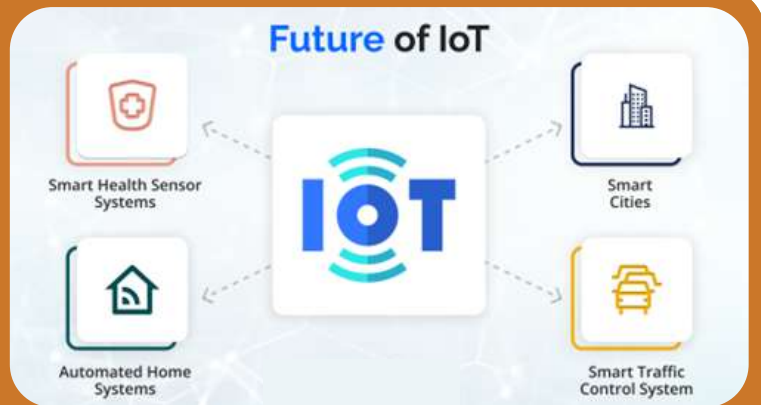 Future of IoT
Smart Health Sensor
Systems
IOT
Smart
Cities
Automated Home
Systems
Smart Traffic
Control System